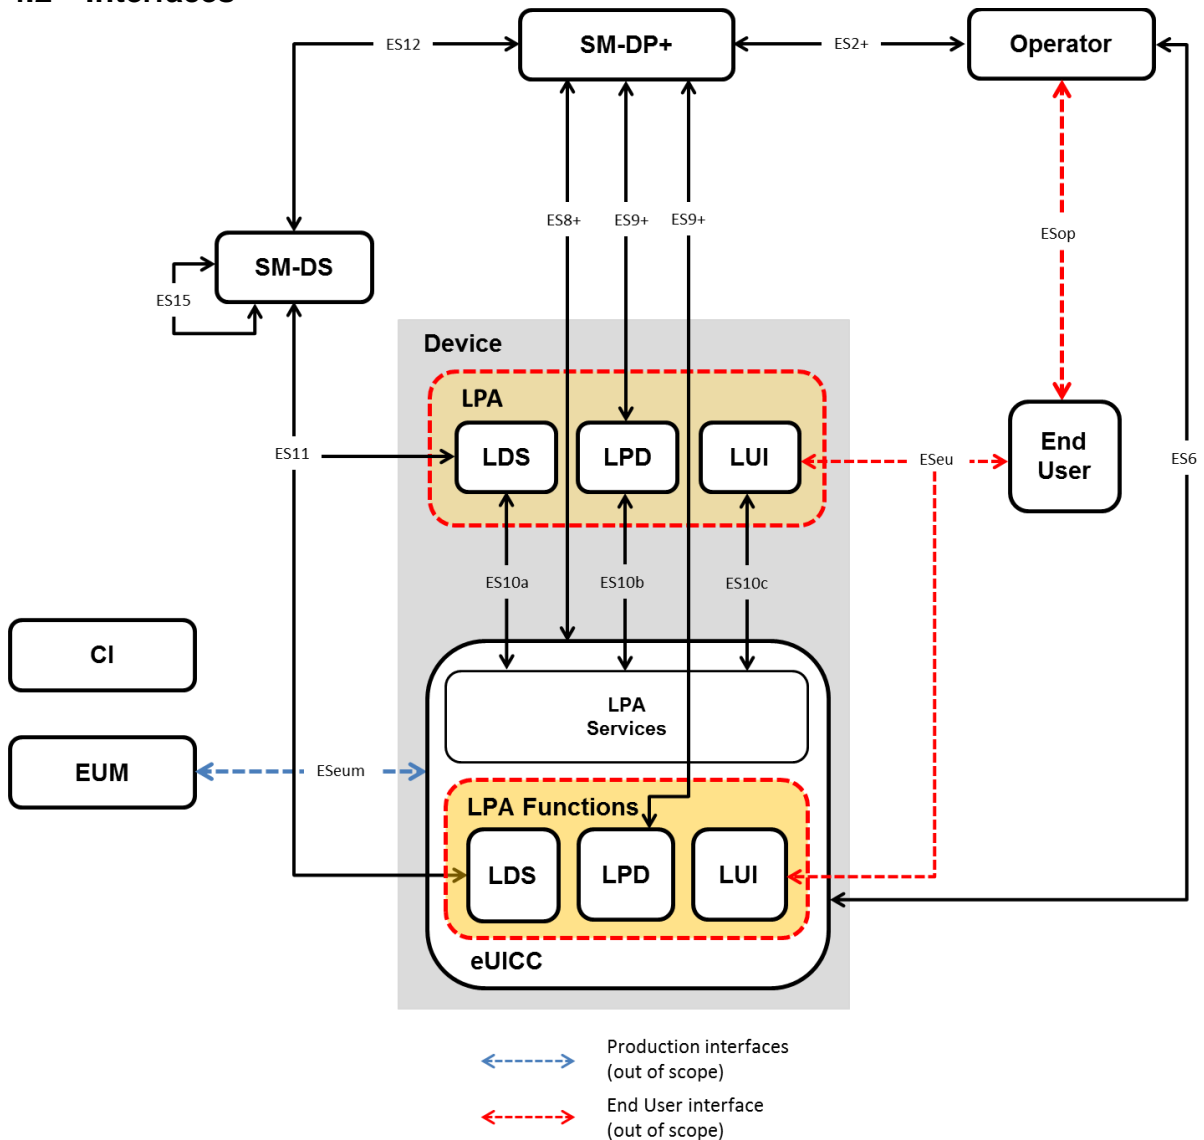 Interfaces
SM-DP+
Operator
ES12
ES2+
ES8+
ES9+
ES9+
ESop
SM-DS
ES15
Device
LPA
LDS
LPD
LUI
ES11
ESeu
End
User
ES6
ES10a
ES10b
ES10c
CI
LPA
Services
EUM
ESeum
LPA Functions
LDS
LPD
LUI
eUICC
Production interfaces
(out of scope)
End User interface
(out of scope)